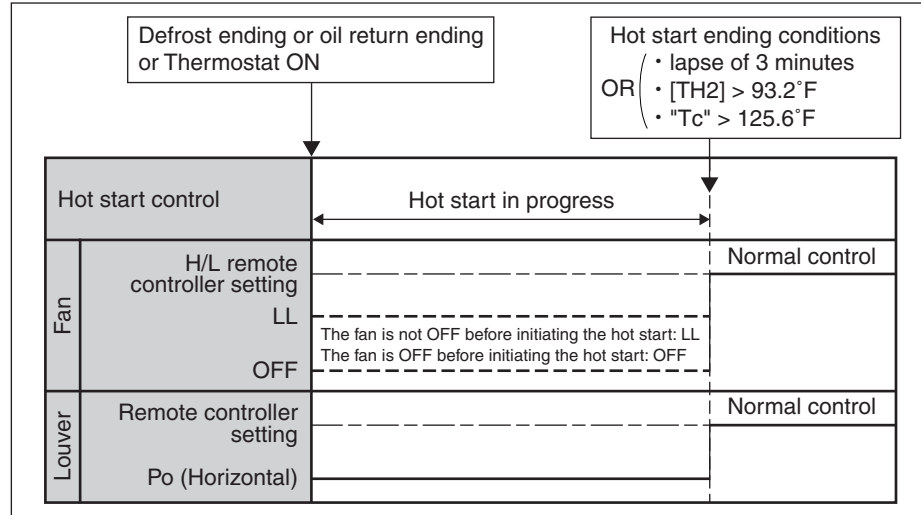 Defrost ending or oil return ending
or Thermostat ON
Hot start ending conditions
OR
・ lapse of 3 minutes
・ [TH2] > 93.2˚F
・ "Tc" > 125.6˚F
Hot start control
Hot start in progress
Fan
H/L remote
controller setting
Normal control
LL
The fan is not OFF before initiating the hot start: LL
The fan is OFF before initiating the hot start: OFF
OFF
Louver
Remote controller
setting
Normal control
Po (Horizontal)